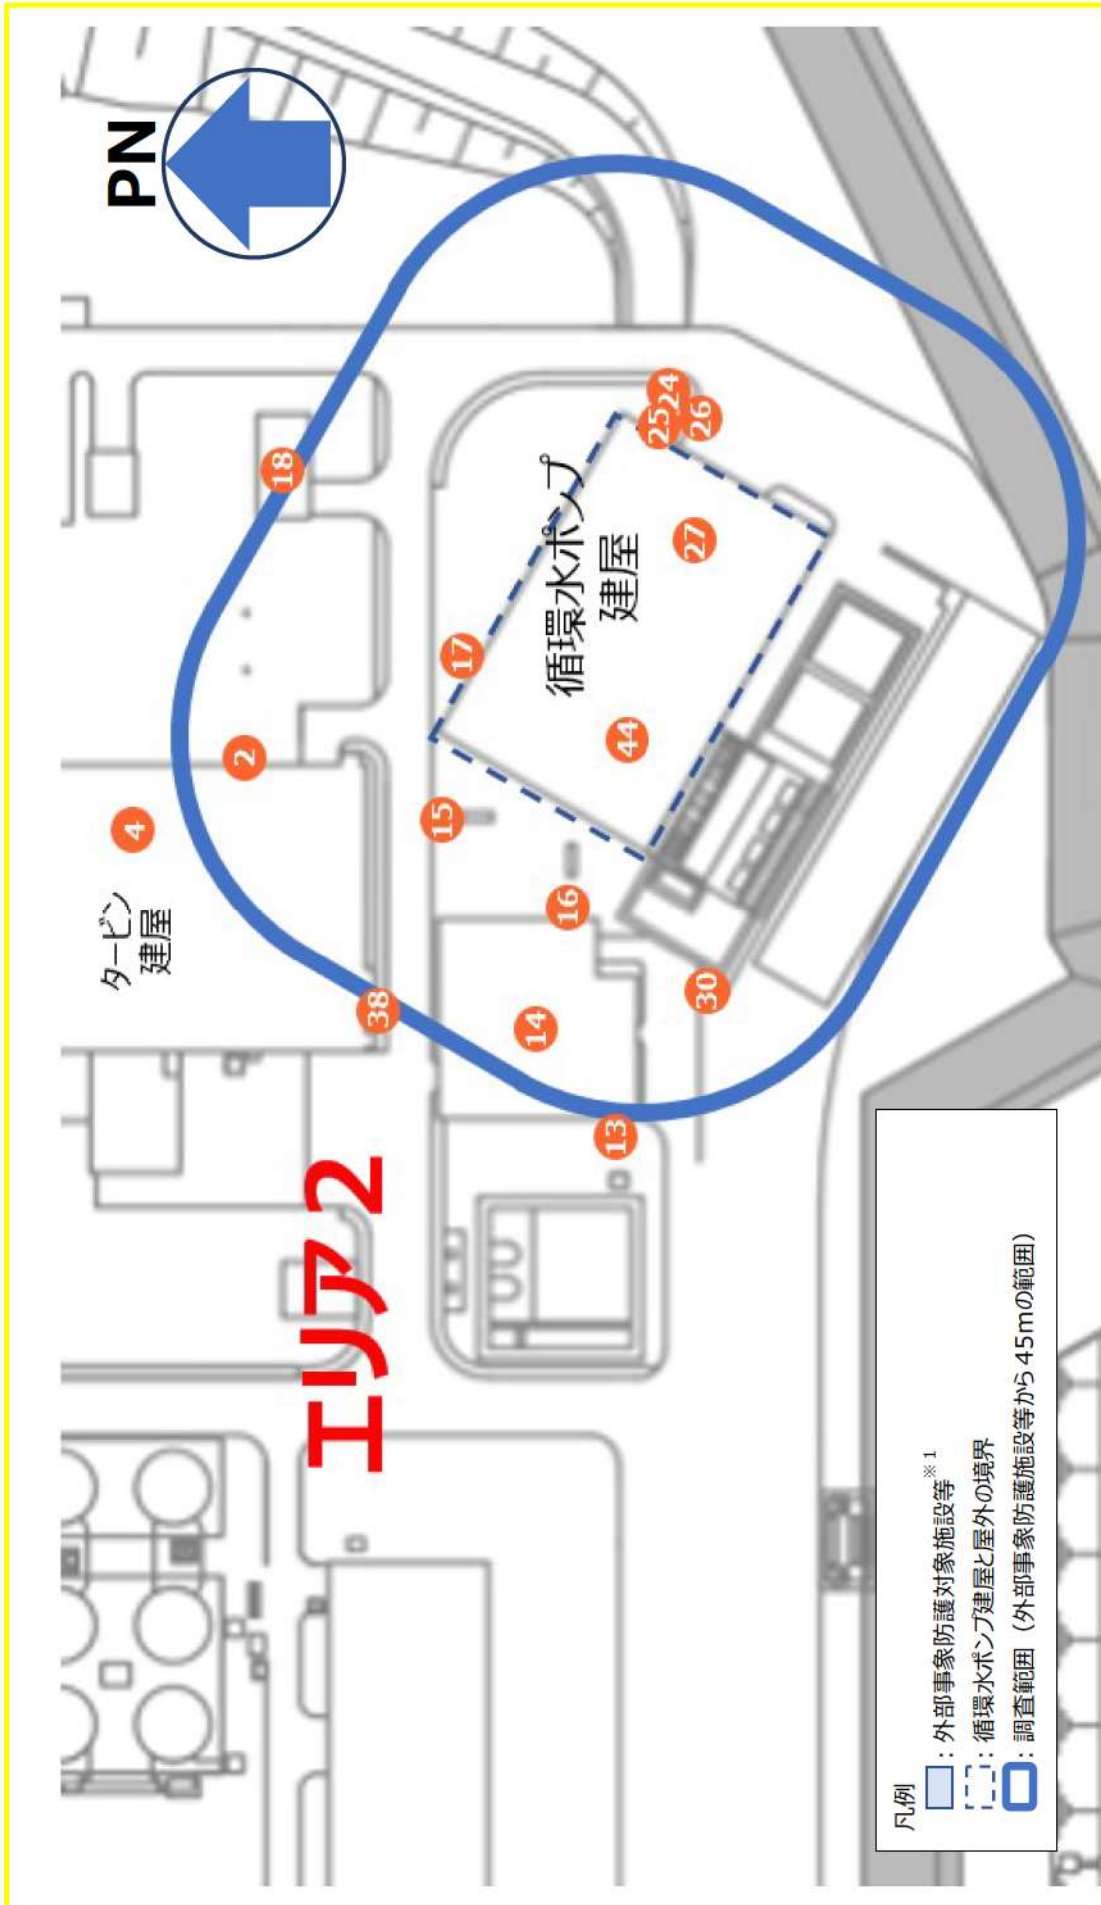 PN
エリア 2
タービン
建屋
循環水ポンプ
建屋
4
2
18
38
15
17
14
16
13
30
44
27
25
24
26
凡例
：外部事象防護対象施設等※1
：循環水ポンプ建屋と屋外の境界
：調査範囲（外部事象防護施設等から 45mの範囲）